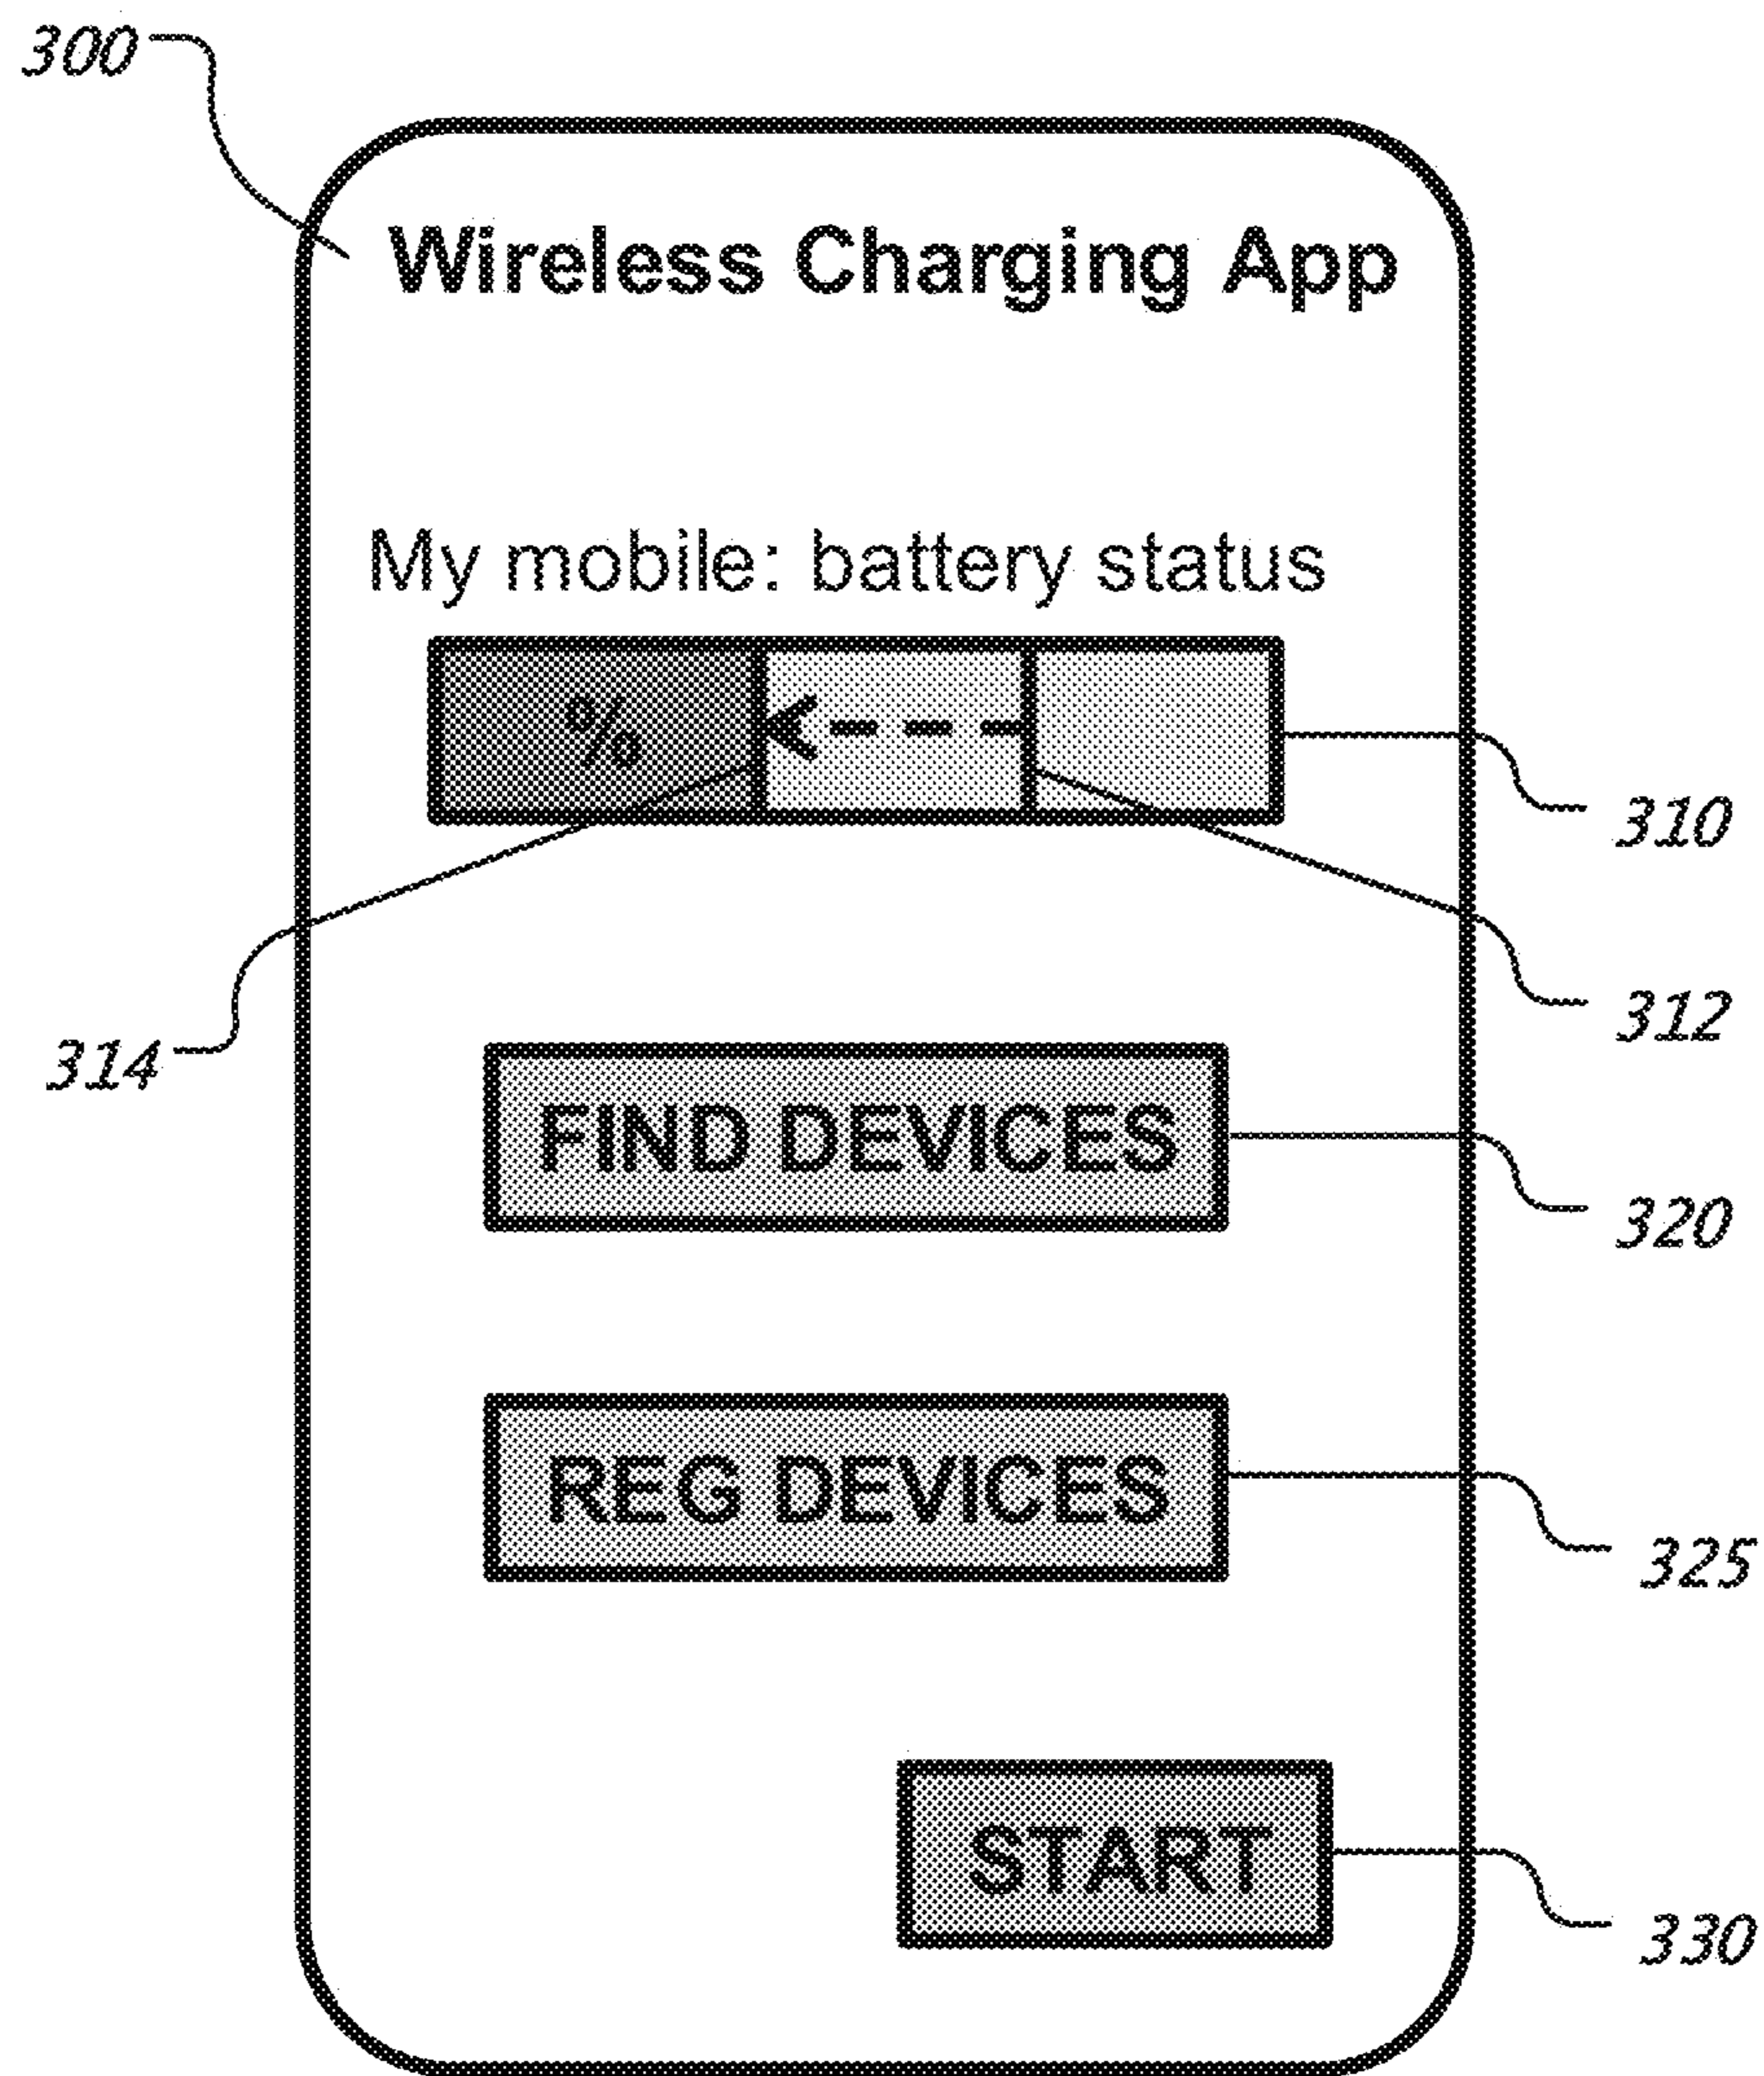 300
Wireless Charging App
My mobile: battery status
%
310
312
314
FIND DEVICES
320
REG DEVICES
325
START
330